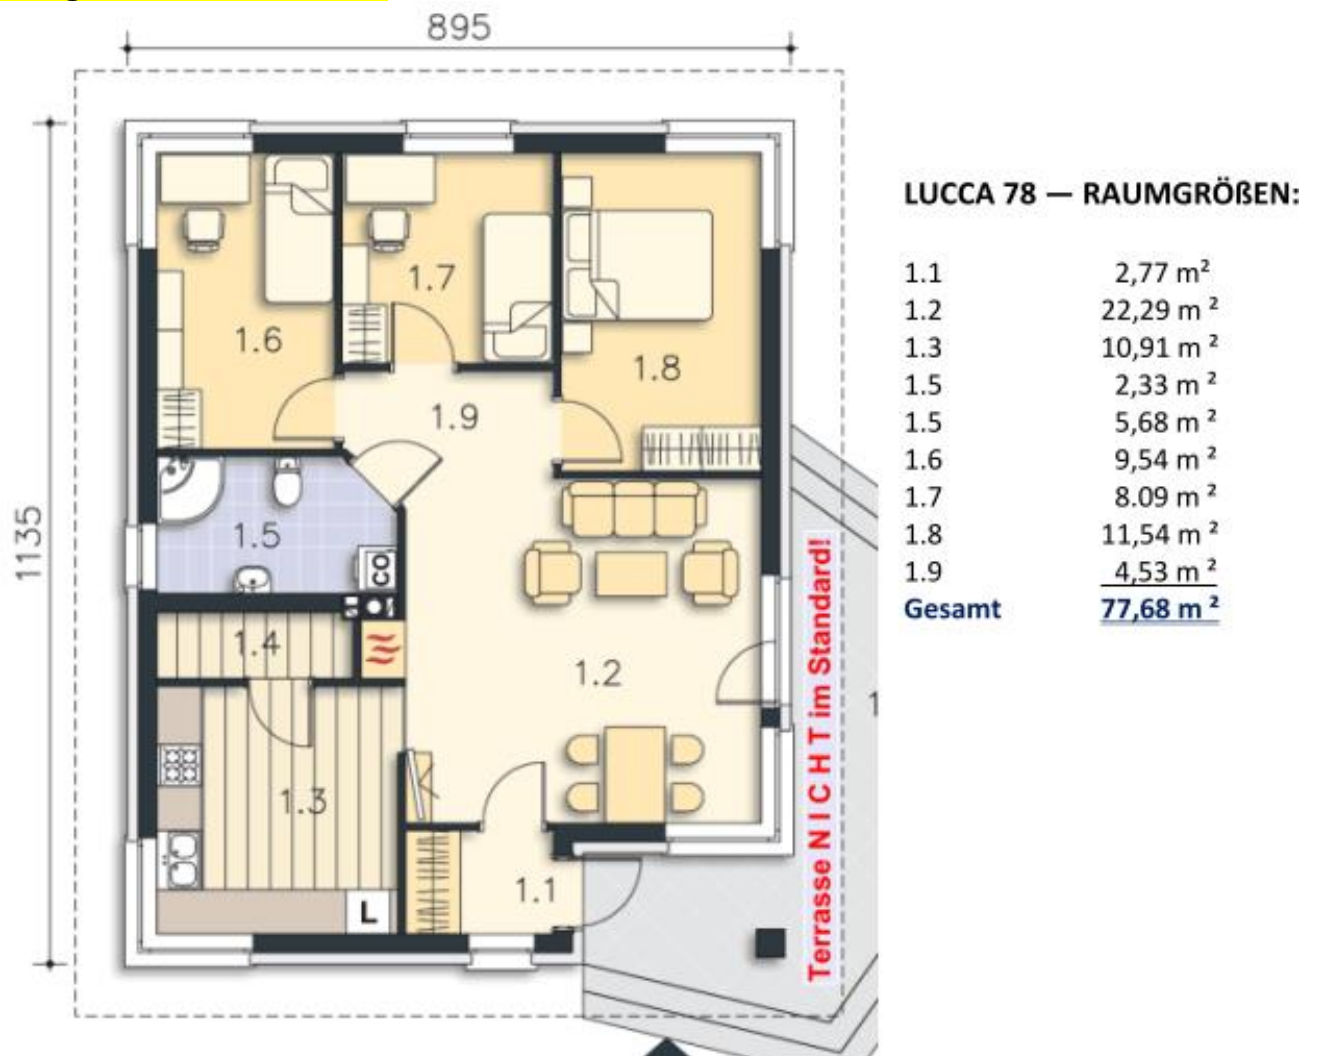 895
1135
1.6
1.7
1.8
1.9
1.5
CO
1.4
1.2
1.3
L
1.1
1
Terrasse N I C H T im Standard!
LUCCA 78 — RAUMGRÖßEN:
1.1 2,77 m²
1.2 22,29 m ²
1.3 10,91 m ²
1.5 2,33 m ²
1.5 5,68 m ²
1.6 9,54 m ²
1.7 8.09 m ²
1.8 11,54 m ²
1.9 4,53 m ²
Gesamt 77,68 m ²